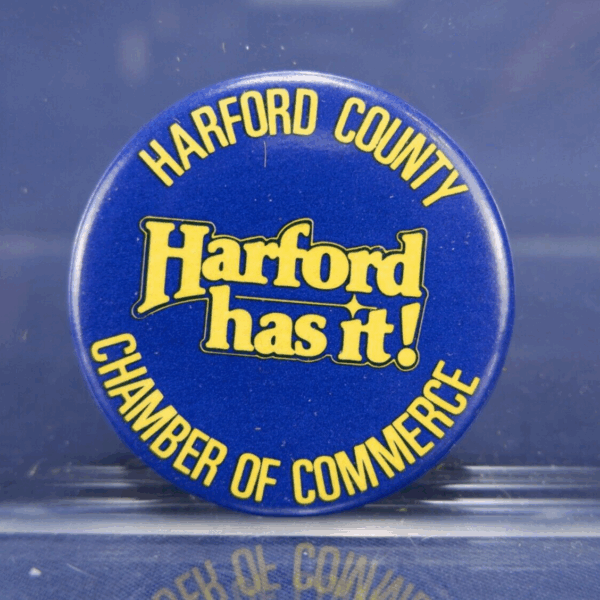 HARFORD COUNTY
Harford
has it!
CHAMBER OF COMMERCE